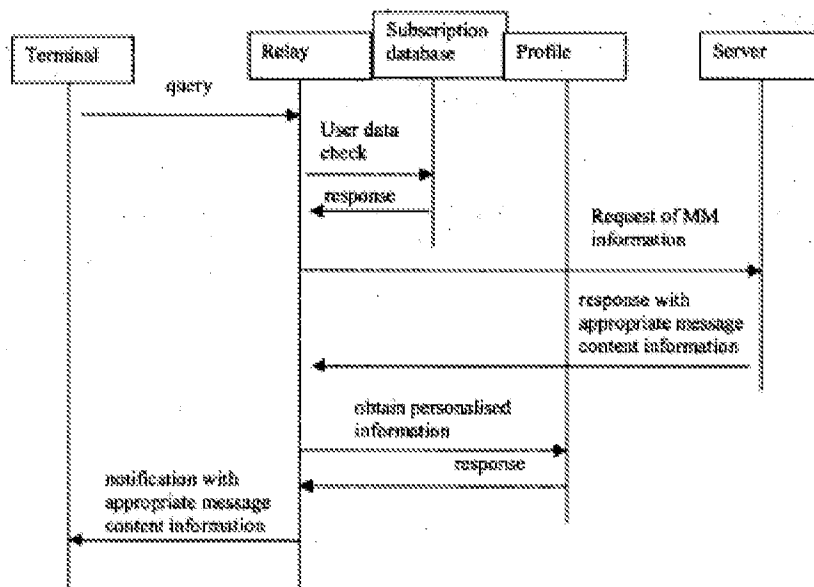 Terminal
Relay
Subscription
database
Profile
Server
query
User data
check
response
Request of MM
information
response with
appropriate message
content information
obtain personalised
information
response
notification with
appropriate message
content information